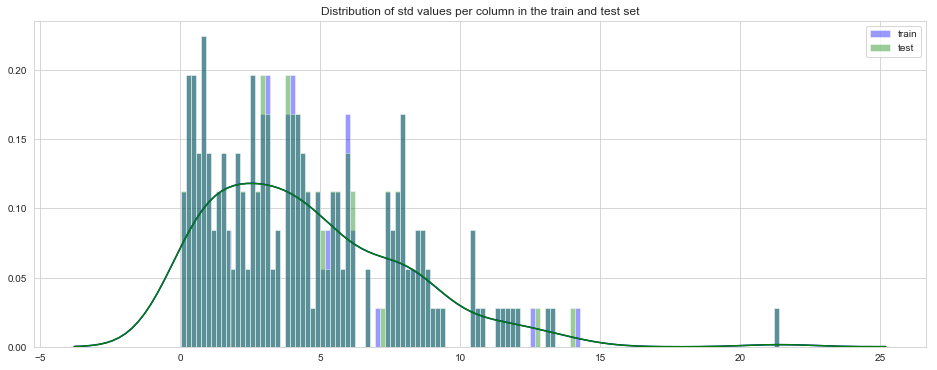 Distribution of std values per column in the train and test set
train
test
0.20
0.15
0.10
0.05
0.00
−5 0 5 10 15 20 25